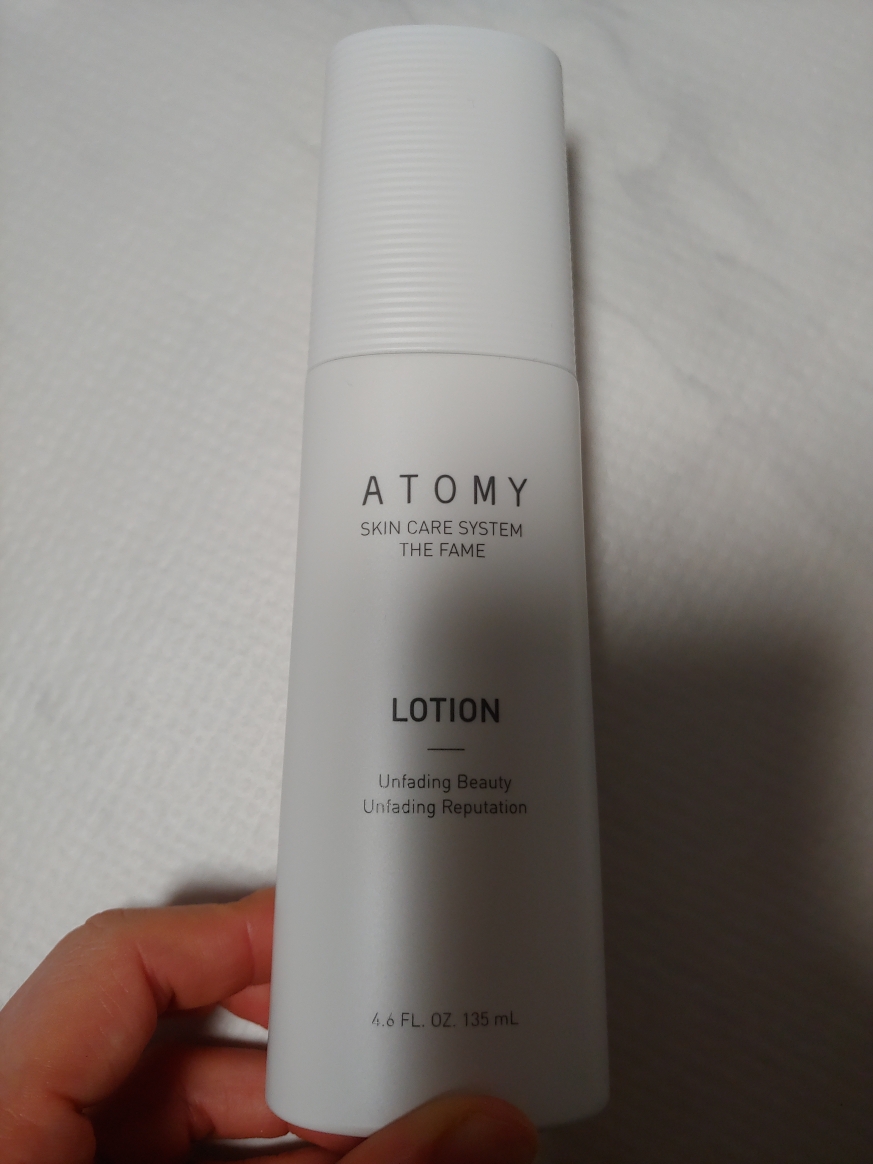 ATOMY
SKIN CARE SYSTEM
THE FAME
LOTION
Unfading Beauty
Unfading Reputation
4.6 FL. OZ. 135 mL